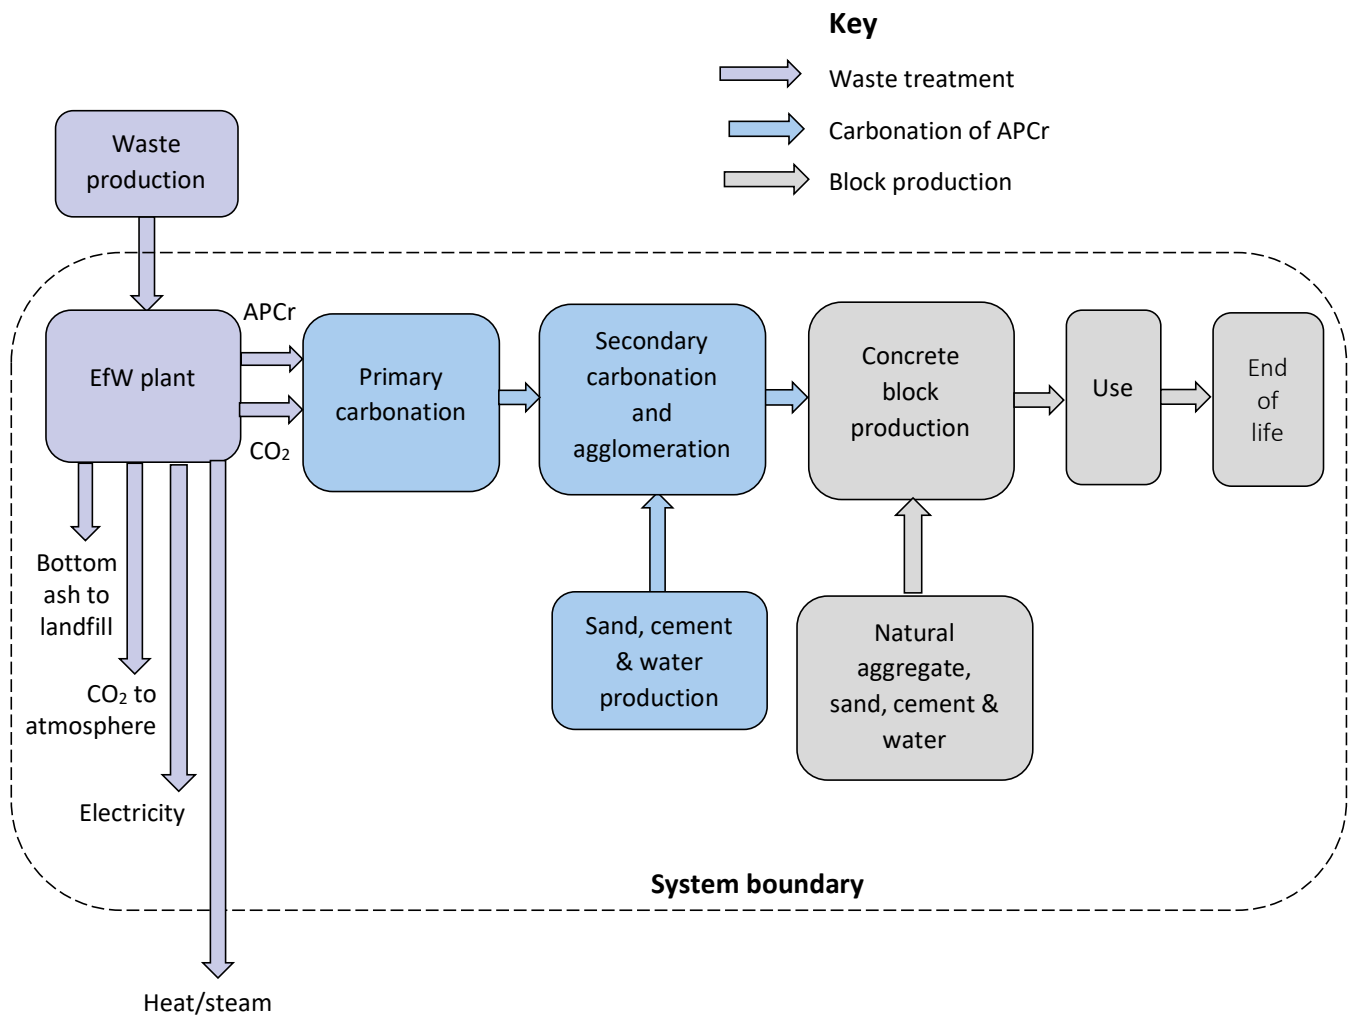 Key
Waste treatment
Carbonation of APCr
Block production
Waste
production
APCr
EfW plant
CO₂
Primary
carbonation
Secondary
carbonation
and
agglomeration
Concrete
block
production
Use
End
of
life
Bottom
ash to
landfill
CO₂ to
atmosphere
Electricity
Heat/steam
Sand, cement
& water
production
Natural
aggregate,
sand, cement &
water
System boundary